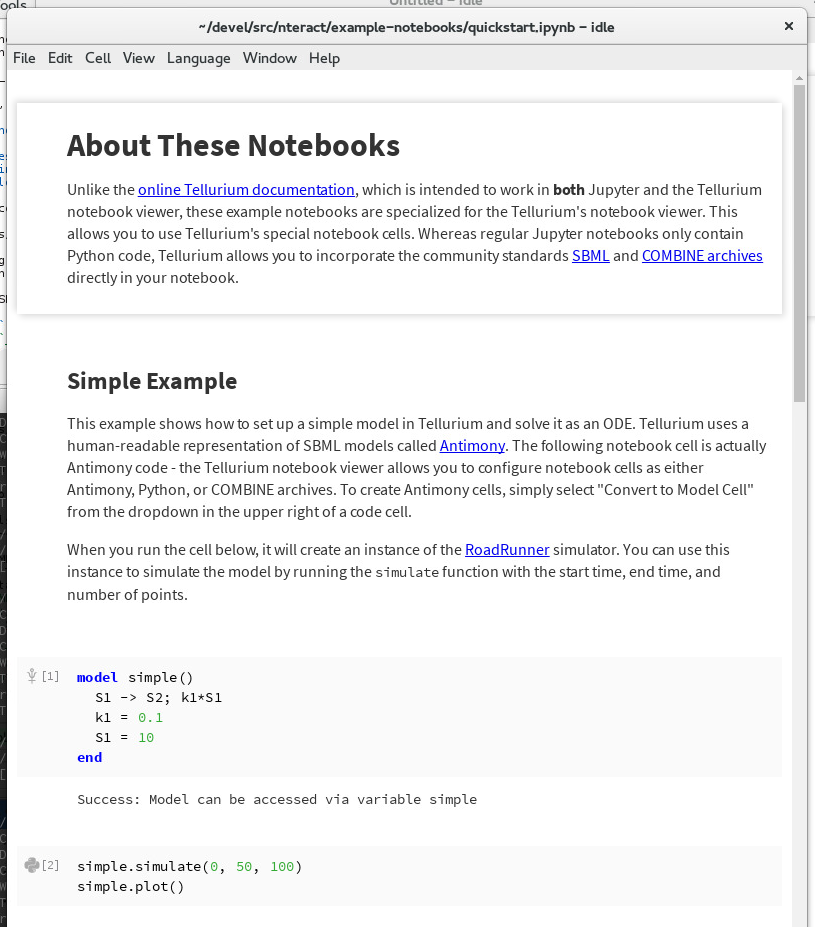 ools
Untitled – idle
~/devel/src/nteract/example-notebooks/quickstart.ipynb – idle
File Edit Cell View Language Window Help
About These Notebooks
Unlike the online Tellurium documentation, which is intended to work in both Jupyter and the Tellurium
notebook viewer, these example notebooks are specialized for the Tellurium's notebook viewer. This
allows you to use Tellurium's special notebook cells. Whereas regular Jupyter notebooks only contain
Python code, Tellurium allows you to incorporate the community standards SBML and COMBINE archives
directly in your notebook.
Simple Example
This example shows how to set up a simple model in Tellurium and solve it as an ODE. Tellurium uses a
human-readable representation of SBML models called Antimony. The following notebook cell is actually
Antimony code - the Tellurium notebook viewer allows you to configure notebook cells as either
Antimony, Python, or COMBINE archives. To create Antimony cells, simply select "Convert to Model Cell"
from the dropdown in the upper right of a code cell.
When you run the cell below, it will create an instance of the RoadRunner simulator. You can use this
instance to simulate the model by running the simulate function with the start time, end time, and
number of points.
[1] model simple()
S1 -> S2; k1*S1
k1 = 0.1
S1 = 10
end
Success: Model can be accessed via variable simple
[2] simple.simulate(0, 50, 100)
simple.plot()